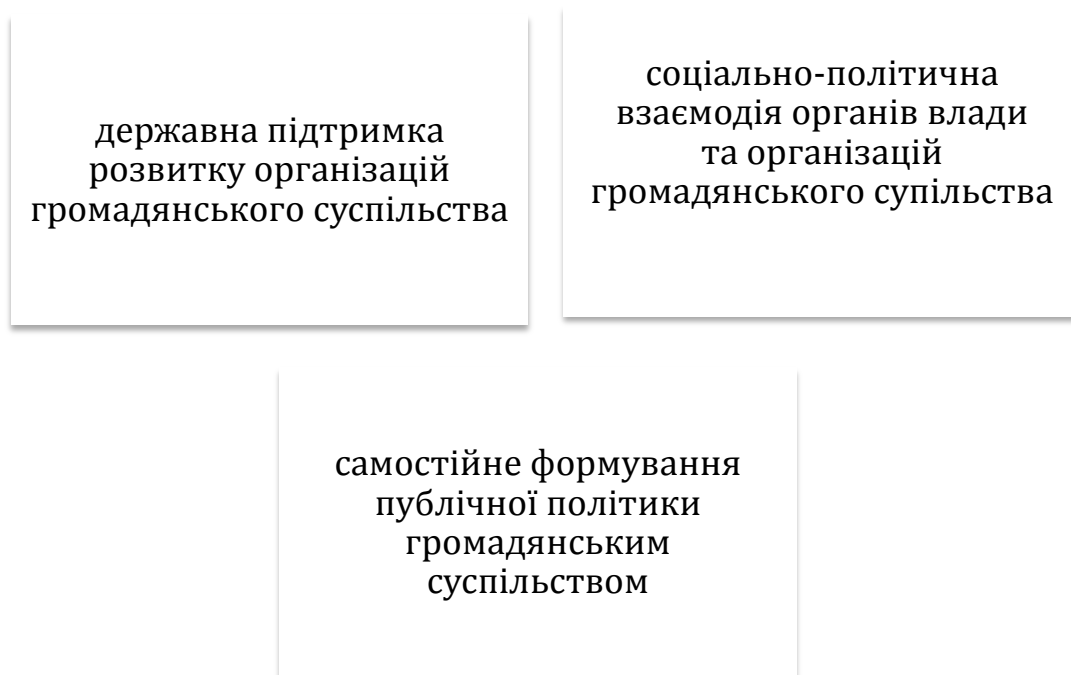 державна підтримка
розвитку організацій
громадянського суспільства
соціально-політична
взаємодія органів влади
та організацій
громадянського супільства
самостійне формування
публічної політики
громадянським
суспільством